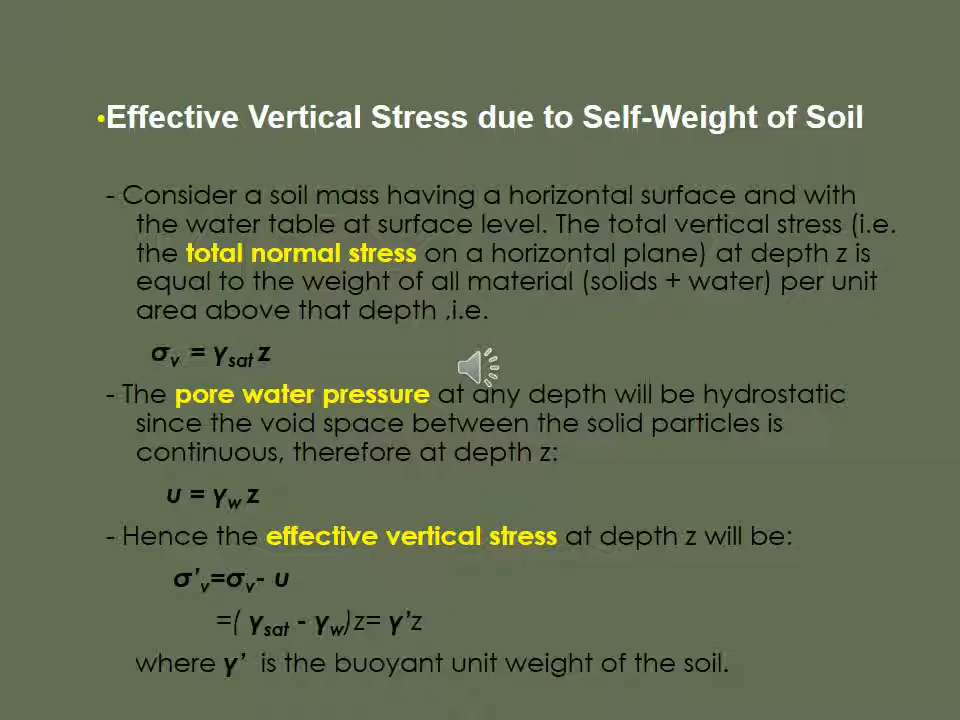 •Effective Vertical Stress due to Self-Weight of Soil
- Consider a soil mass having a horizontal surface and with
the water table at surface level. The total vertical stress (i.e.
the total normal stress on a horizontal plane) at depth z is
equal to the weight of all material (solids + water) per unit
area above that depth ,i.e.
σv = γsat z
- The pore water pressure at any depth will be hydrostatic
since the void space between the solid particles is
continuous, therefore at depth z:
u = γw z
- Hence the effective vertical stress at depth z will be:
σ’v=σv- u
=( γsat - γw)z= γ’z
where γ’ is the buoyant unit weight of the soil.